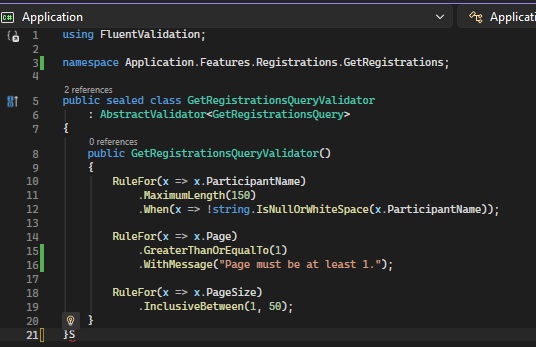 Application
Applicati
1 using FluentValidation;
2
3 namespace Application.Features.Registrations.GetRegistrations;
4
2 references
5 public sealed class GetRegistrationsQueryValidator
6 : AbstractValidator<GetRegistrationsQuery>
7 {
0 references
8 public GetRegistrationsQueryValidator()
9 {
10 RuleFor(x => x.ParticipantName)
11 .MaximumLength(150)
12 .When(x => !string.IsNullOrWhiteSpace(x.ParticipantName));
13
14 RuleFor(x => x.Page)
15 .GreaterThanOrEqualTo(1)
16 .WithMessage("Page must be at least 1.");
17
18 RuleFor(x => x.PageSize)
19 .InclusiveBetween(1, 50);
20 }
21 }S